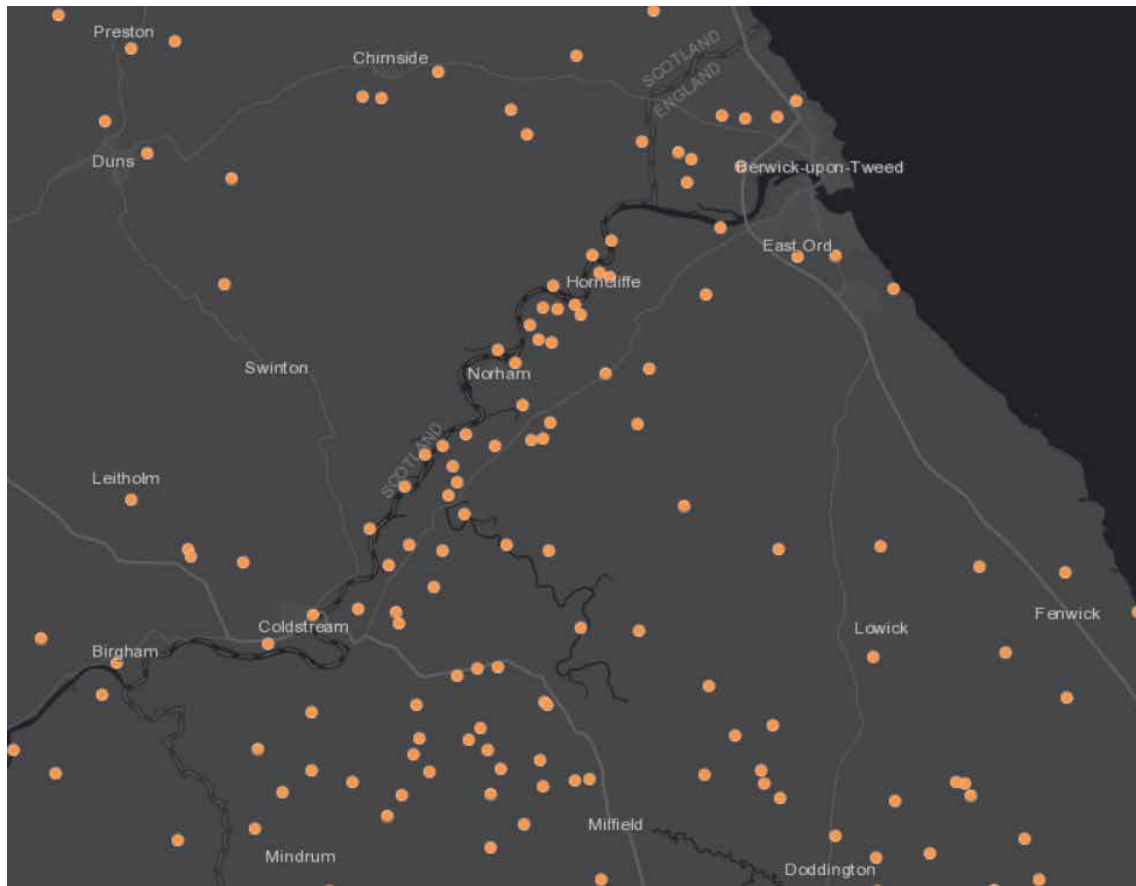 Preston
Chirnside
SCOTLAND
ENGLAND
Duns
Berwick-upon-Tweed
East Ord
Horncliffe
Swinton
Norham
SCOTLAND
Leitholm
Coldstream
Fenwick
Lowick
Birgham
Milfield
Mindrum
Doddington